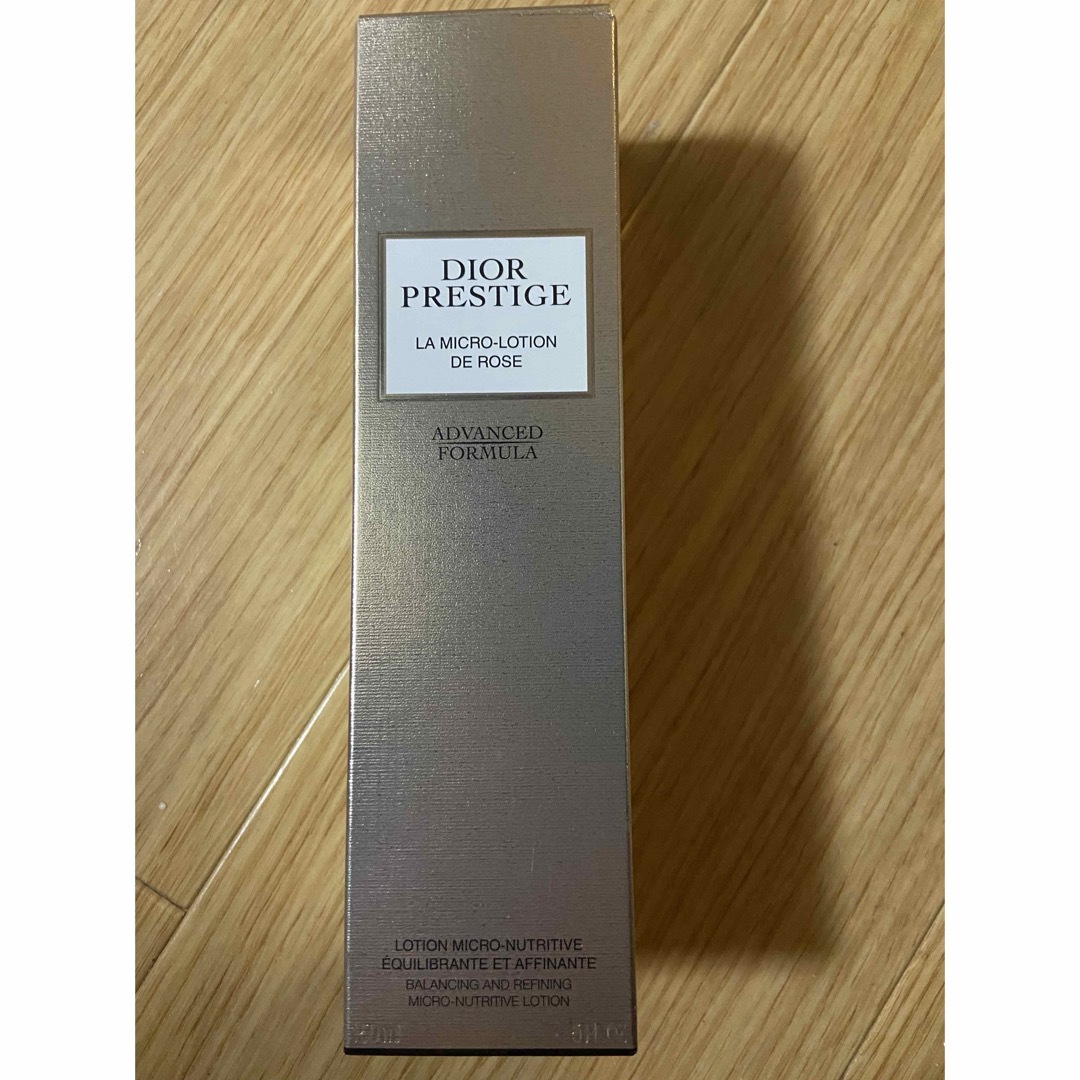 DIOR
PRESTIGE
LA MICRO-LOTION
DE ROSE
ADVANCED
FORMULA
LOTION MICRO-NUTRITIVE
ÉQUILIBRANTE ET AFFINANTE
BALANCING AND REFINING
MICRO-NUTRITIVE LOTION